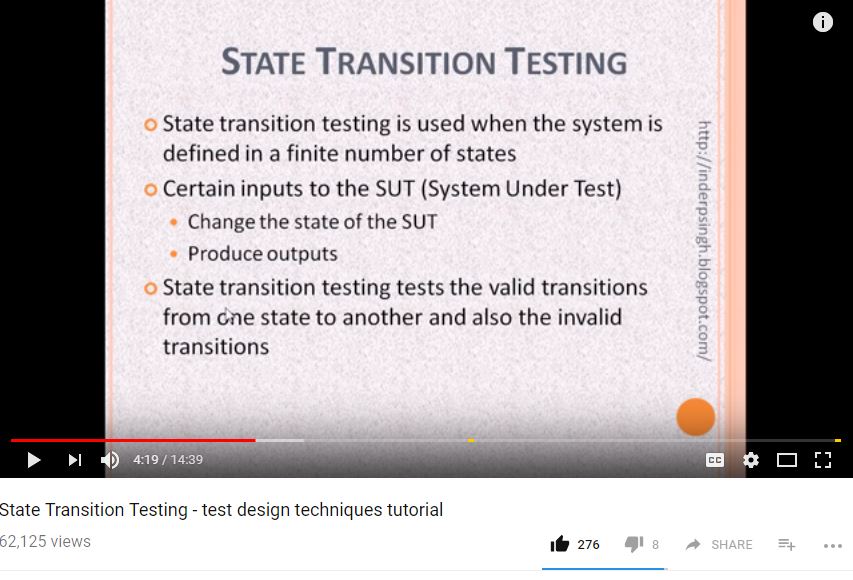 STATE TRANSITION TESTING
State transition testing is used when the system is
defined in a finite number of states
Certain inputs to the SUT (System Under Test)
Change the state of the SUT
Produce outputs
State transition testing tests the valid transitions
from one state to another and also the invalid
transitions
http://inderpsingh.blogspot.com/
4:19 / 14:39
CC
State Transition Testing - test design techniques tutorial
62,125 views
276
8
SHARE